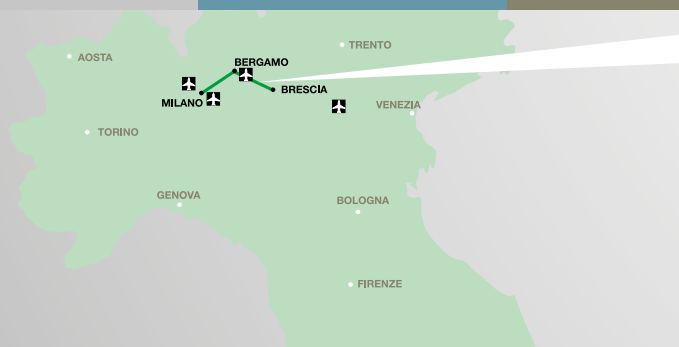 TRENTO
AOSTA
BERGAMO
BRESCIA
MILANO
VENEZIA
TORINO
GENOVA
BOLOGNA
FIRENZE